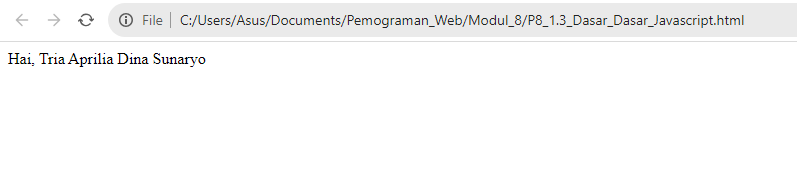 File C:/Users/Asus/Documents/Pemograman_Web/Modul_8/P8_1.3_Dasar_Dasar_Javascript.html
Hai, Tria Aprilia Dina Sunaryo